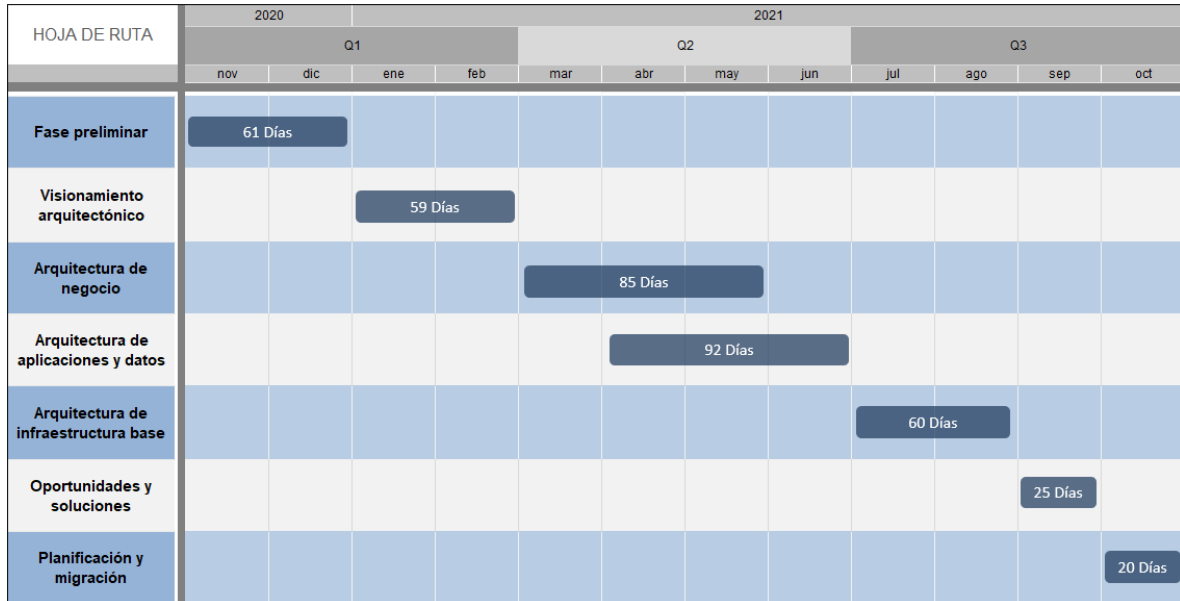 HOJA DE RUTA
2020
2021
Q1
Q2
Q3
nov
dic
ene
feb
mar
abr
may
jun
jul
ago
sep
oct
Fase preliminar
61 Días
Visionamiento
arquitectónico
59 Días
Arquitectura de
negocio
85 Días
Arquitectura de
aplicaciones y datos
92 Días
Arquitectura de
infraestructura base
60 Días
Oportunidades y
soluciones
25 Días
Planificación y
migración
20 Días